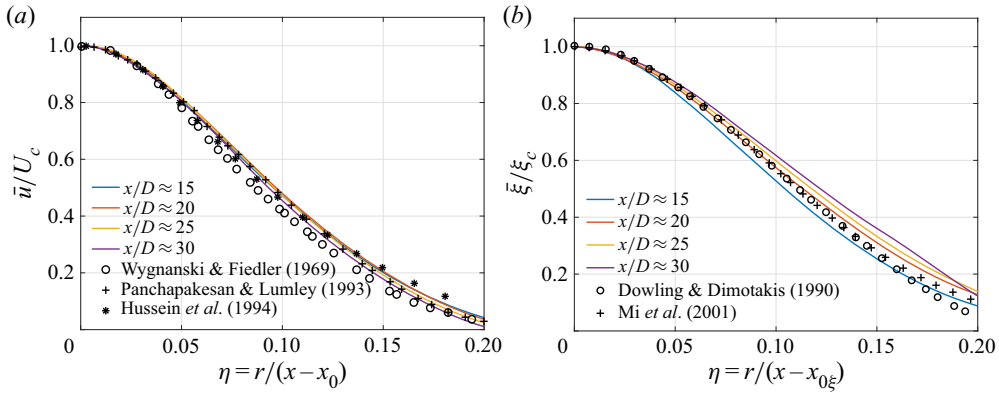 (a)
1.0
0.8
0.6
0.4
0.2
0
0.05
0.10
0.15
0.20
ū/U_c
η = r/(x – x_0)
x/D ≈ 15
x/D ≈ 20
x/D ≈ 25
x/D ≈ 30
Wygnanski & Fiedler (1969)
Panchapakesan & Lumley (1993)
Hussein et al. (1994)
(b)
1.0
0.8
0.6
0.4
0.2
0
0.05
0.10
0.15
0.20
ξ̄/ξ_c
η = r/(x – x_0ξ)
x/D ≈ 15
x/D ≈ 20
x/D ≈ 25
x/D ≈ 30
Dowling & Dimotakis (1990)
Mi et al. (2001)